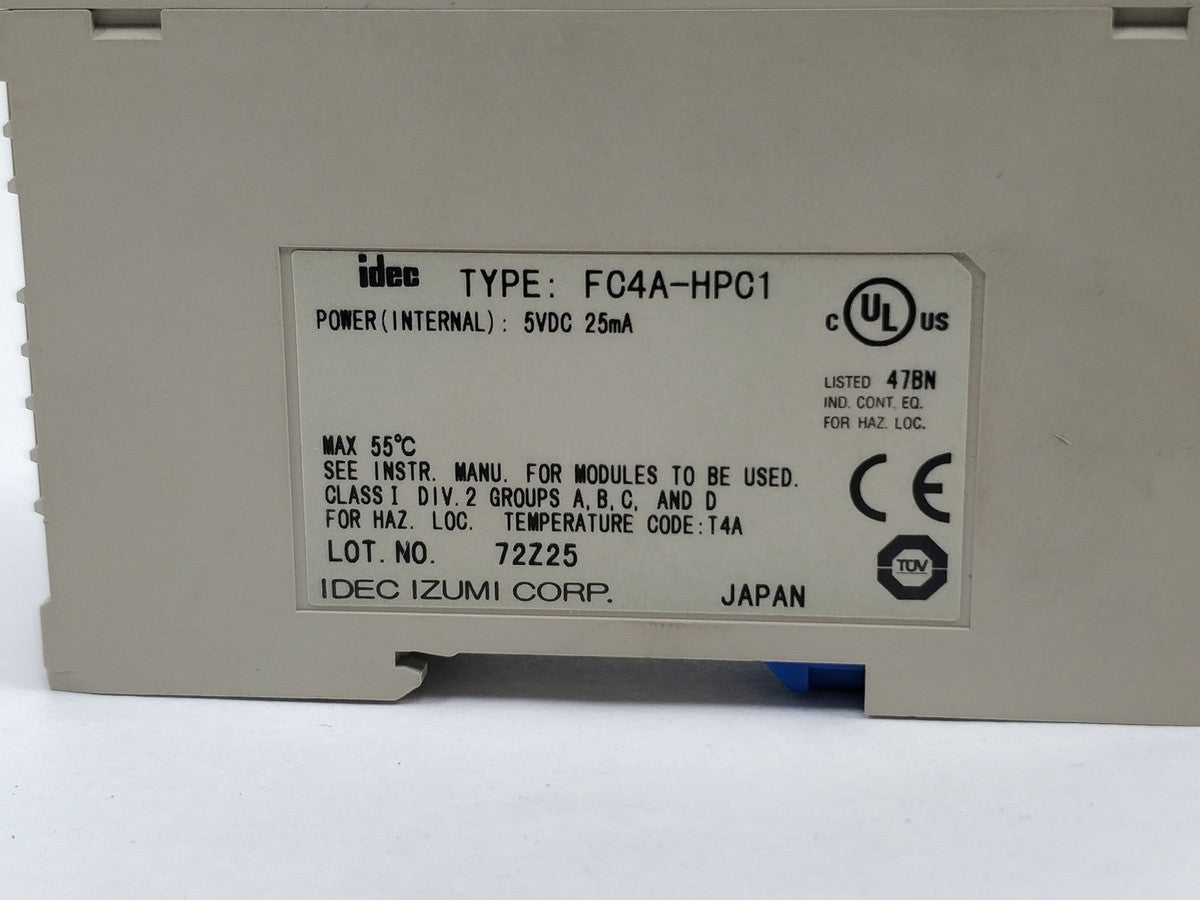 idec TYPE: FC4A-HPC1
POWER(INTERNAL): 5VDC 25mA
C UL US
LISTED 47BN
IND. CONT. EQ.
FOR HAZ. LOC.
MAX 55°C
SEE INSTR. MANU. FOR MODULES TO BE USED.
CLASS I DIV. 2 GROUPS A, B, C, AND D
FOR HAZ. LOC. TEMPERATURE CODE:T4A
CE
LOT. NO. 72Z25
TÜV
IDEC IZUMI CORP. JAPAN